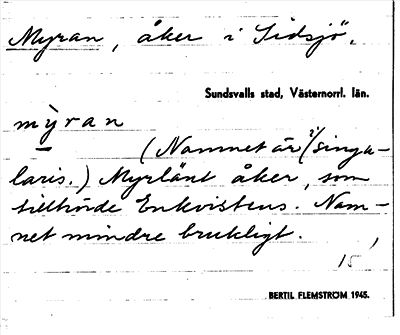 Myran, åker i Sidsjö.
Sundsvalls stad, Västernorrl. län.
mỳran
(Namnet är i/ singu-
laris.) Myrlänt åker, som
tillhörde Enkvistens. Nam-
net mindre brukligt.
15
BERTIL FLEMSTRÖM 1945.